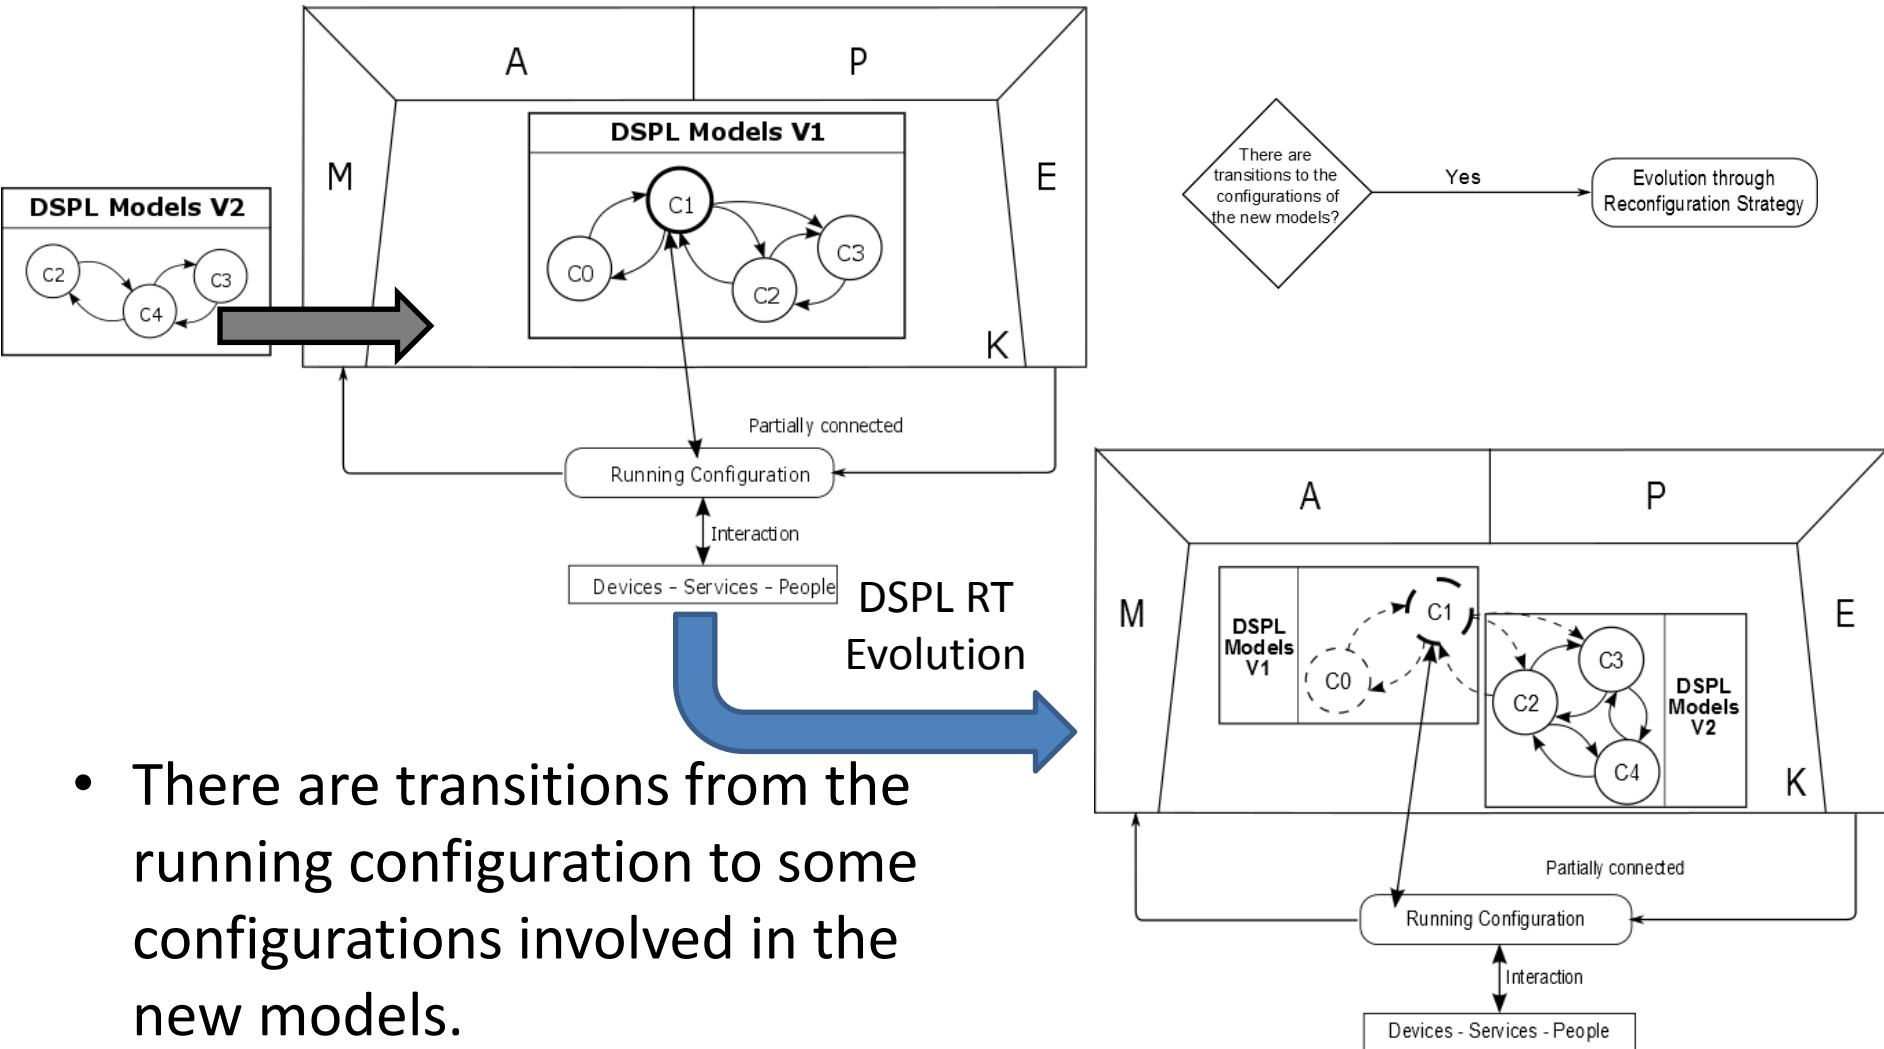 A
P
M
E
K
DSPL Models V1
C1
C0
C3
C2
DSPL Models V2
C2
C3
C4
There are
transitions to the
configurations of
the new models?
Yes
Evolution through
Reconfiguration Strategy
Partially connected
Running Configuration
Interaction
Devices - Services - People
DSPL RT
Evolution
A
P
M
E
K
DSPL
Models
V1
C1
C0
C3
C2
C4
DSPL
Models
V2
Partially connected
Running Configuration
Interaction
Devices - Services - People
• There are transitions from the
running configuration to some
configurations involved in the
new models.